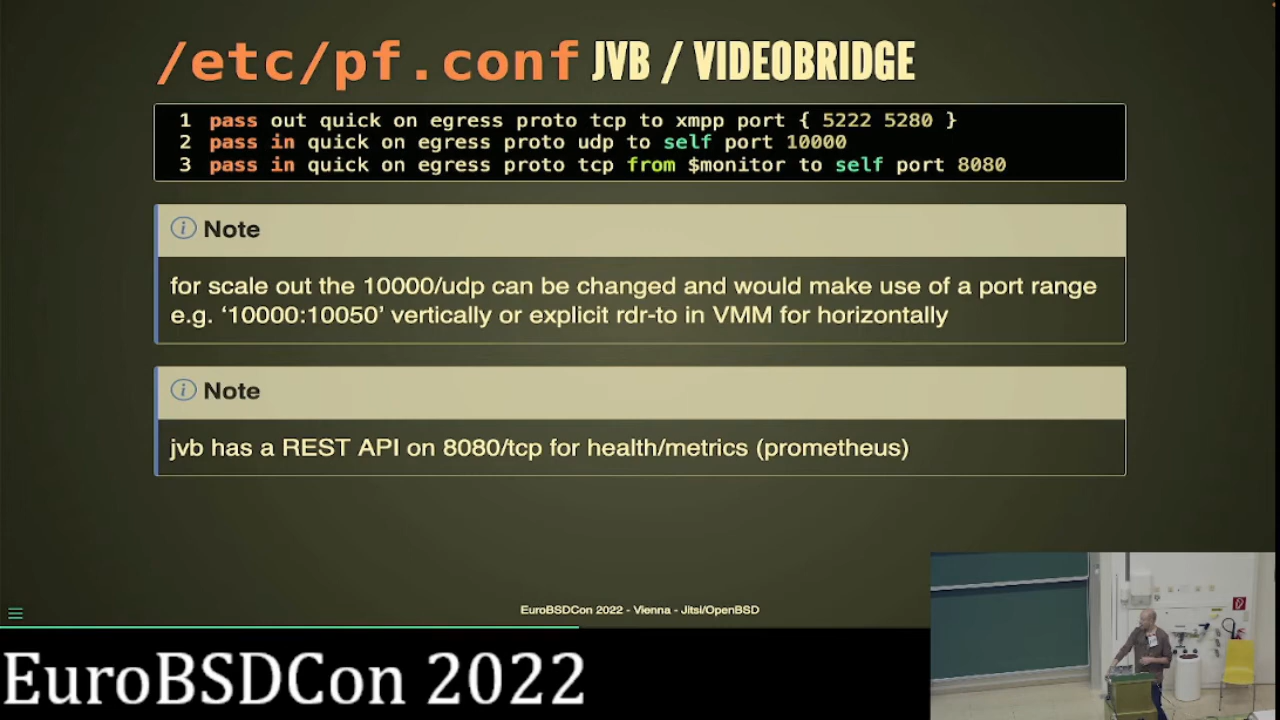 /etc/pf.conf JVB / VIDEOBRIDGE
1 pass out quick on egress proto tcp to xmpp port { 5222 5280 }
2 pass in quick on egress proto udp to self port 10000
3 pass in quick on egress proto tcp from $monitor to self port 8080
Note
for scale out the 10000/udp can be changed and would make use of a port range
e.g. ‘10000:10050’ vertically or explicit rdr-to in VMM for horizontally
Note
jvb has a REST API on 8080/tcp for health/metrics (prometheus)
EuroBSDCon 2022 - Vienna - Jitsi/OpenBSD
EuroBSDCon 2022